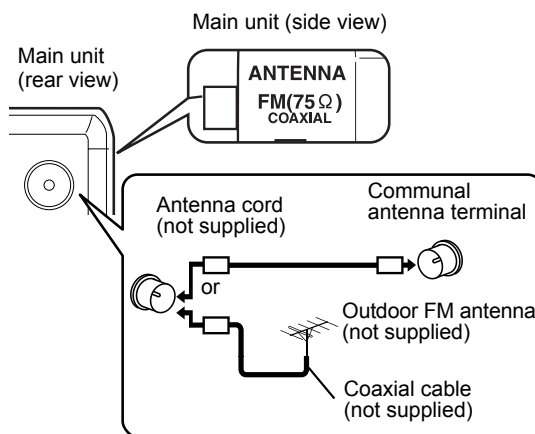 Main unit (side view)
Main unit
(rear view)
ANTENNA
FM(75 Ω)
COAXIAL
Antenna cord
(not supplied)
Communal
antenna terminal
or
Outdoor FM antenna
(not supplied)
Coaxial cable
(not supplied)